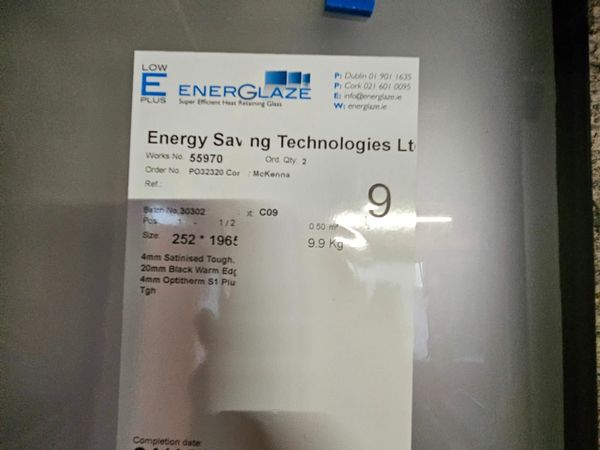 LOW
E
PLUS
ENERGLAZE
Super Efficient Heat Retaining Glass
P: Dublin 01 901 1635
P: Cork 021 601 0095
E: info@energlaze.ie
W: energlaze.ie
Energy Sav ng Technologies Lt
Works No. 55970 Ord. Qty: 2
Order No. PO32320 Cor : McKenna
Ref.:
9
Batch No. 30302 C09
Pos. 1 - 1 / 2 0.50 m²
Size: 252 * 1965 9.9 Kg
4mm Satinised Tough.
20mm Black Warm Edg
4mm Optitherm S1 Plu
Tgh
Completion date: